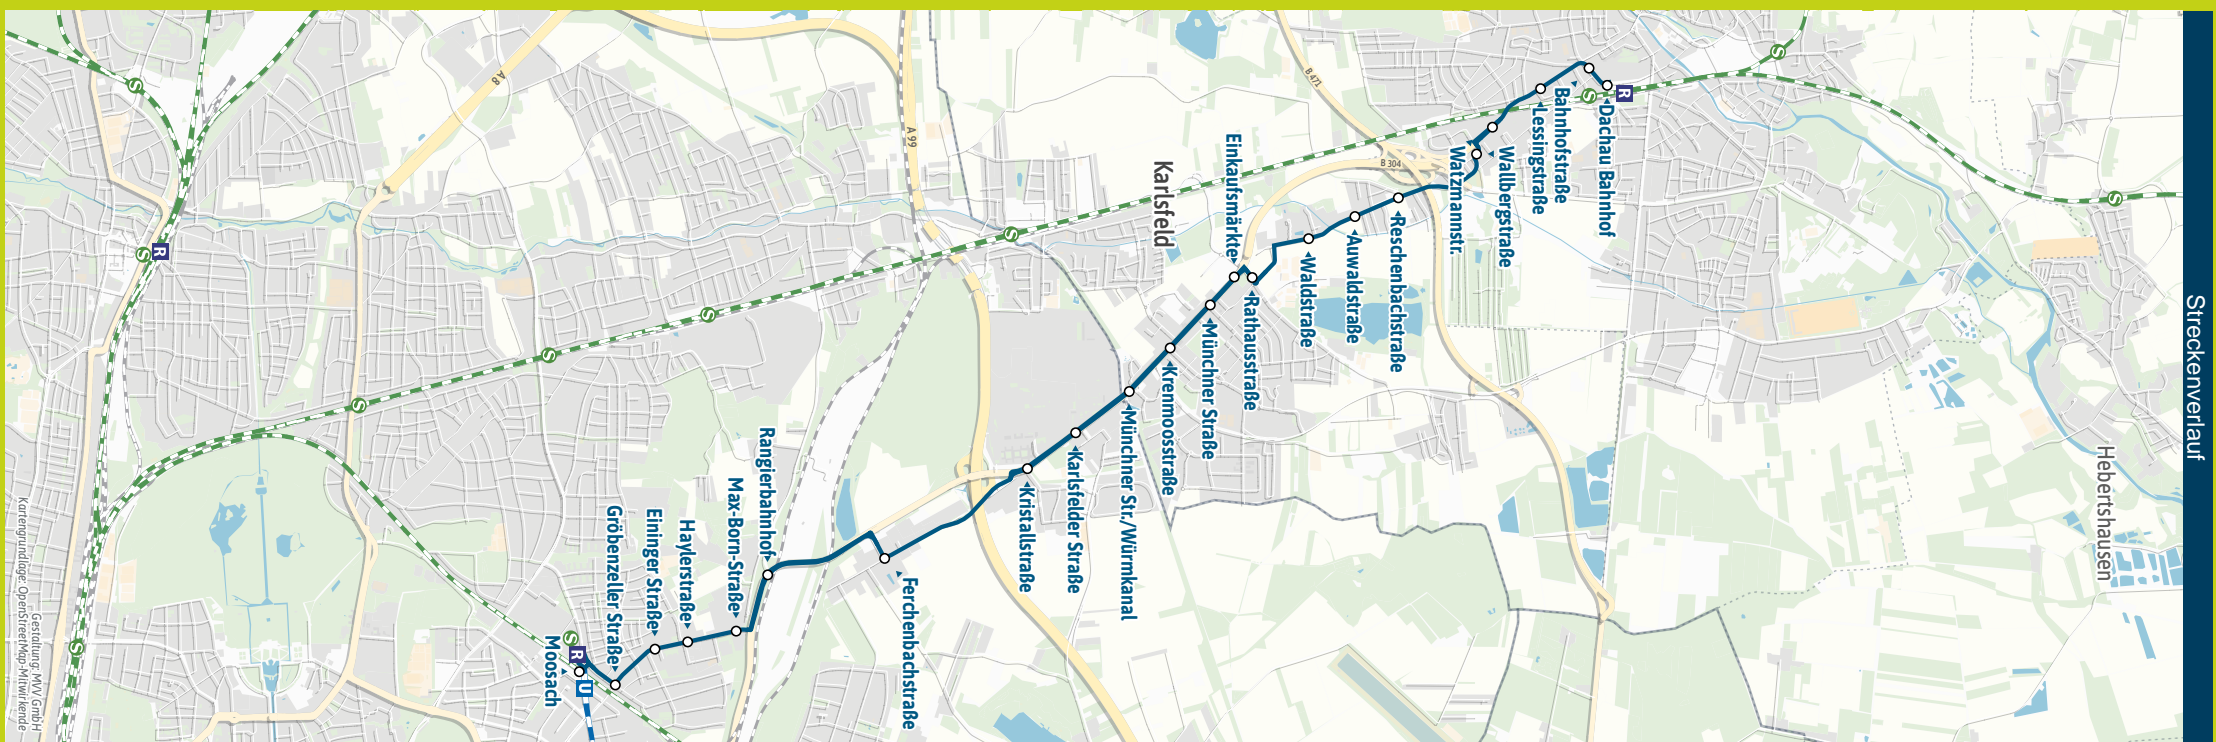 Streckenverlauf
Hebertshausen
Dachau Bahnhof
Bahnhofstraße
Lessingstraße
Wallbergstraße
Watzmannstr.
Reschenbachstraße
Auwaldstraße
Waldstraße
Rathausstraße
Einkaufsmärkte
Münchner Straße
Krenmoosstraße
Münchner Str./Würmkanal
Karlsfelder Straße
Kristallstraße
Ferchenbachstraße
Rangierbahnhof
Max-Born-Straße
Haylerstraße
Eininger Straße
Gröbenzeller Straße
Moosach
Karlsfeld
B 471
B 304
A 99
A 8
R
R
R
U
S
S
S
S
S
S
S
S
S
S
S
Gestaltung: MVV GmbH
Kartengrundlage: OpenStreetMap-Mitwirkende